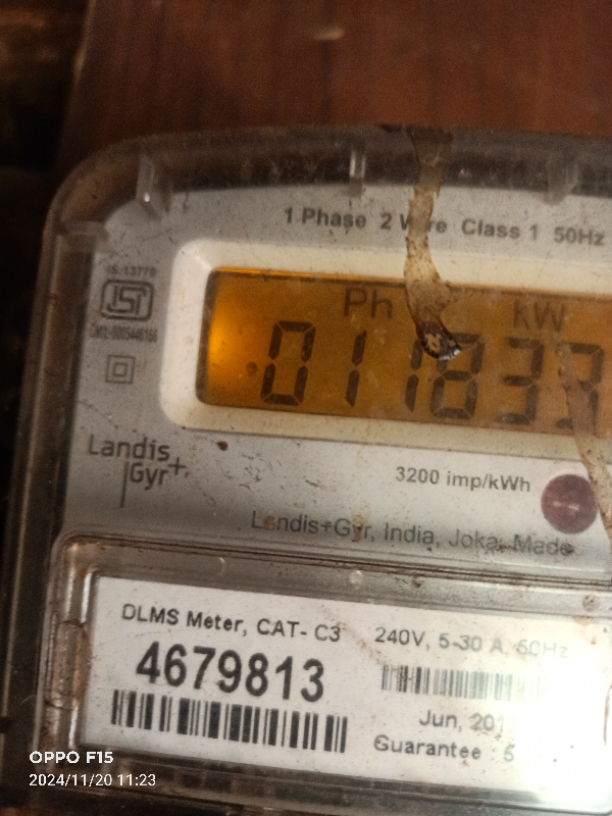 1 Phase 2 Wire Class 1 50Hz
IS:13779
ISI
Ph kW
011833
Landis
Gyr+
3200 imp/kWh
Landis+Gyr, India, Joka. Made
DLMS Meter, CAT- C3
240V, 5-30 A, 50Hz
4679813
Jun, 201
Guarantee : 5
OPPO F15
2024/11/20 11:23